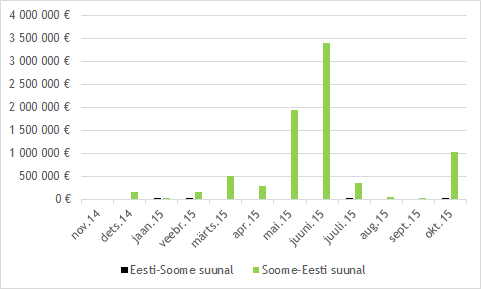 4 000 000 €
3 500 000 €
3 000 000 €
2 500 000 €
2 000 000 €
1 500 000 €
1 000 000 €
500 000 €
0 €
nov.14
dets.14
jaan.15
veebr.15
märts.15
apr.15
mai.15
juuni.15
juuli.15
aug.15
sept.15
okt.15
Eesti-Soome suunal
Soome-Eesti suunal